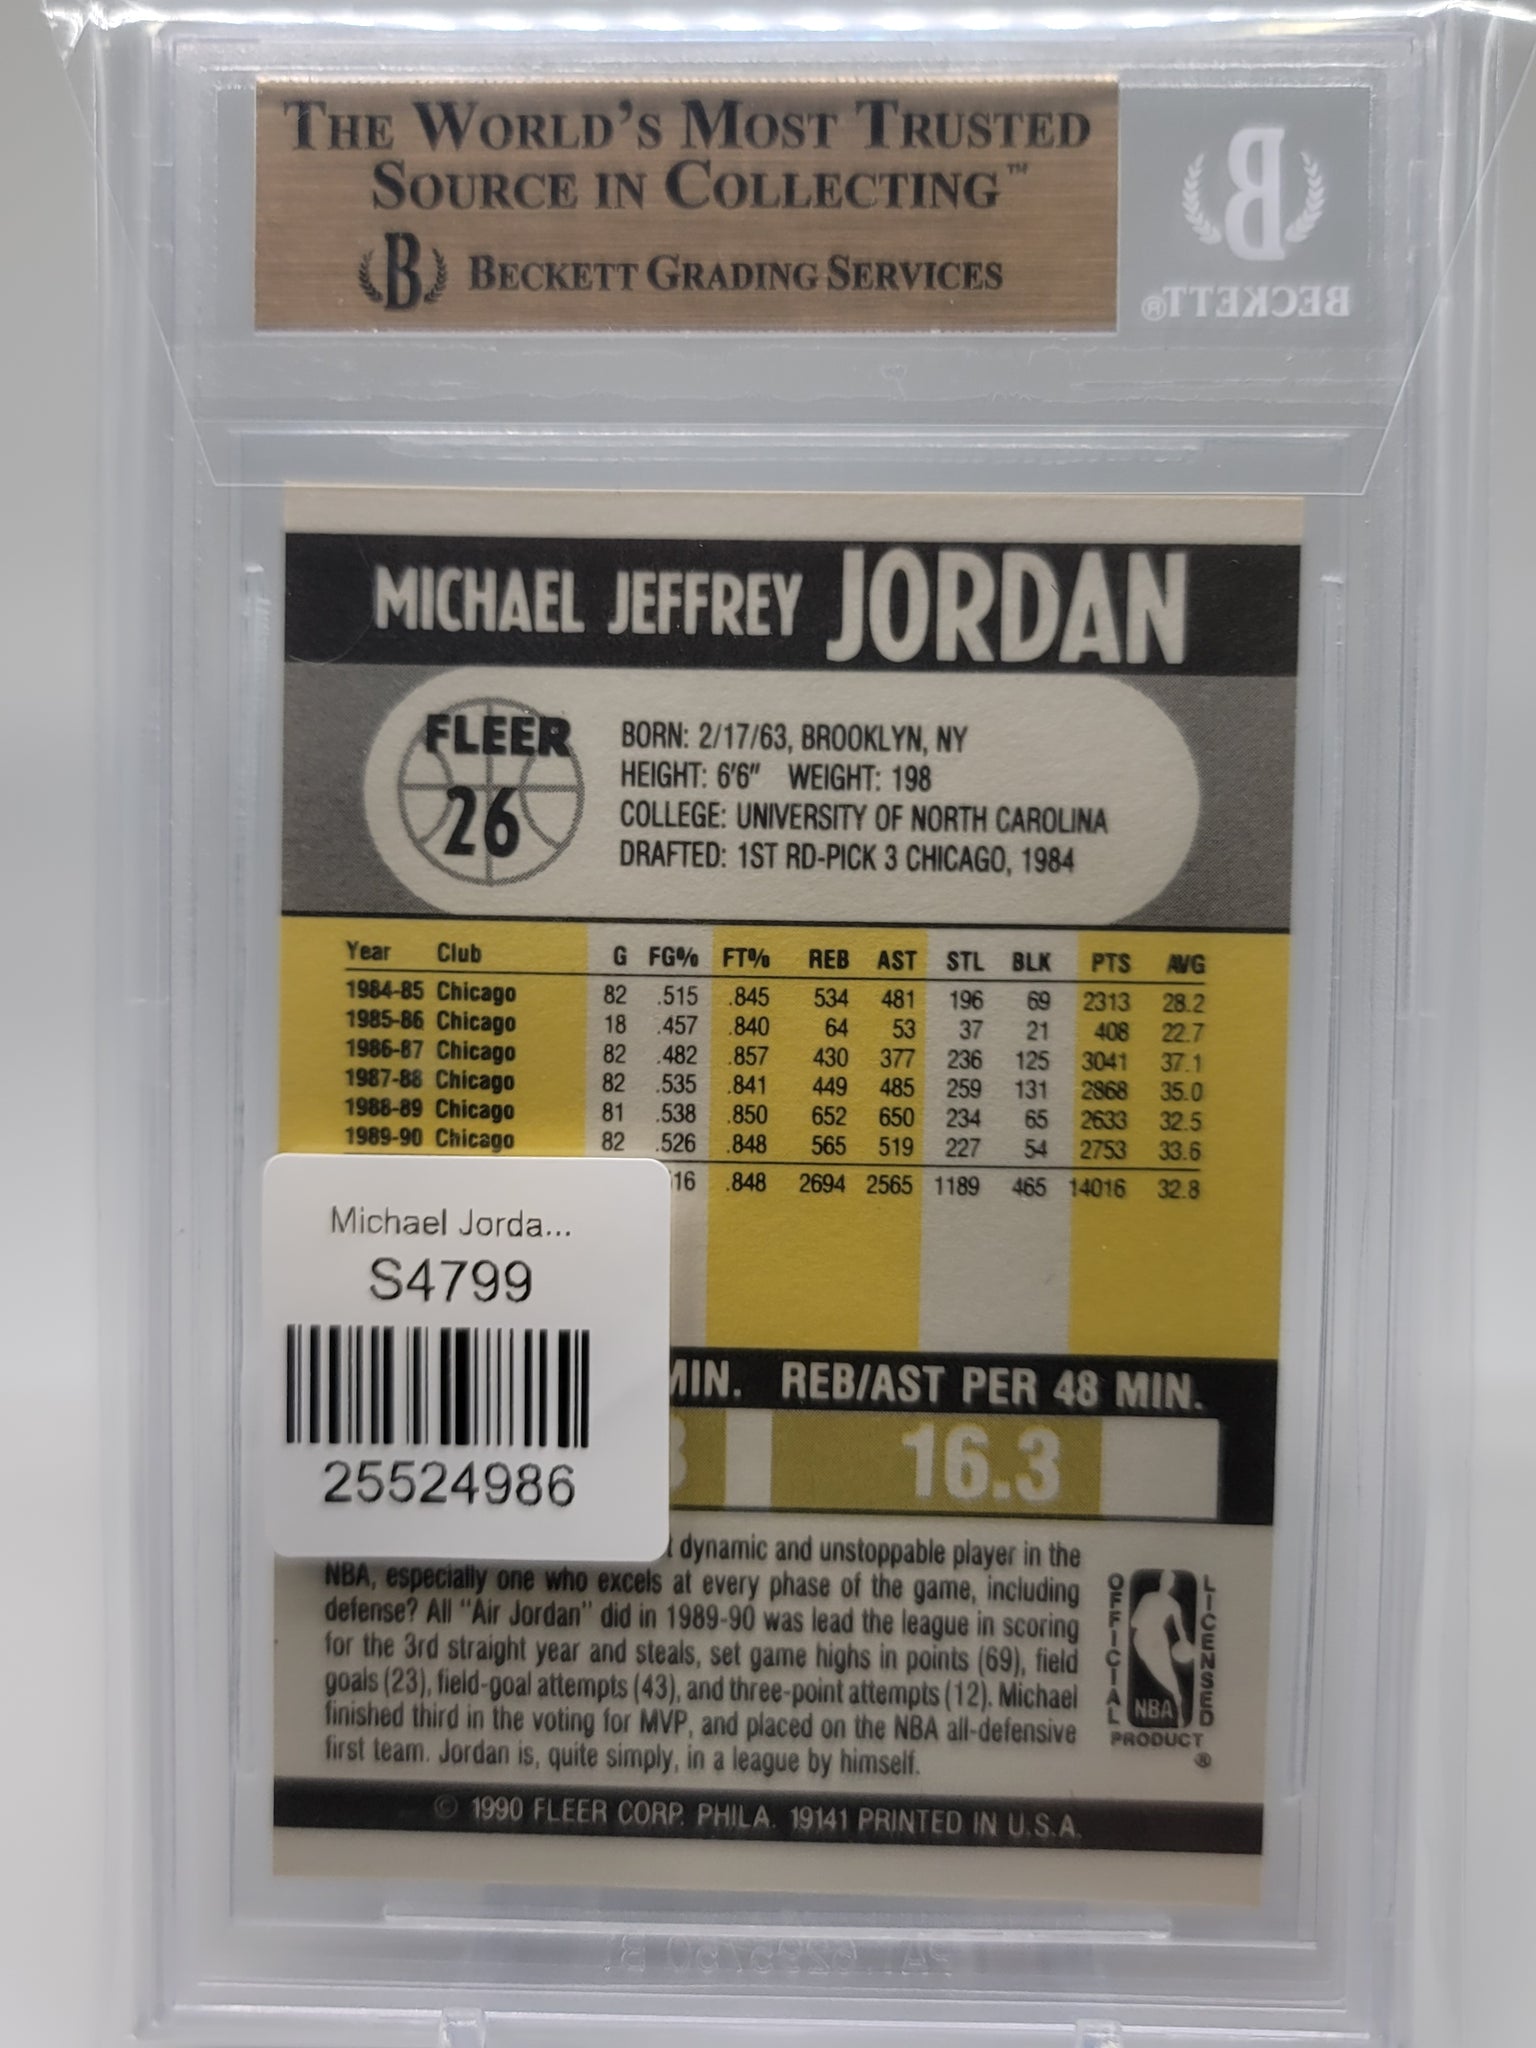 THE WORLD'S MOST TRUSTED
SOURCE IN COLLECTING™
B BECKETT GRADING SERVICES
B
BECKETT®
MICHAEL JEFFREY JORDAN
FLEER
26
BORN: 2/17/63, BROOKLYN, NY
HEIGHT: 6'6" WEIGHT: 198
COLLEGE: UNIVERSITY OF NORTH CAROLINA
DRAFTED: 1ST RD-PICK 3 CHICAGO, 1984
Year Club G FG% FT% REB AST STL BLK PTS AVG
1984-85 Chicago 82 .515 .845 534 481 196 69 2313 28.2
1985-86 Chicago 18 .457 .840 64 53 37 21 408 22.7
1986-87 Chicago 82 .482 .857 430 377 236 125 3041 37.1
1987-88 Chicago 82 .535 .841 449 485 259 131 2868 35.0
1988-89 Chicago 81 .538 .850 652 650 234 65 2633 32.5
1989-90 Chicago 82 .526 .848 565 519 227 54 2753 33.6
16 .848 2694 2565 1189 465 14016 32.8
Michael Jorda...
S4799
25524986
MIN. REB/AST PER 48 MIN.
16.3
dynamic and unstoppable player in the
NBA, especially one who excels at every phase of the game, including
defense? All "Air Jordan" did in 1989-90 was lead the league in scoring
for the 3rd straight year and steals, set game highs in points (69), field
goals (23), field-goal attempts (43), and three-point attempts (12). Michael
finished third in the voting for MVP, and placed on the NBA all-defensive
first team. Jordan is, quite simply, in a league by himself.
OFFICIAL LICENSED
NBA
PRODUCT
®
© 1990 FLEER CORP. PHILA. 19141 PRINTED IN U.S.A.